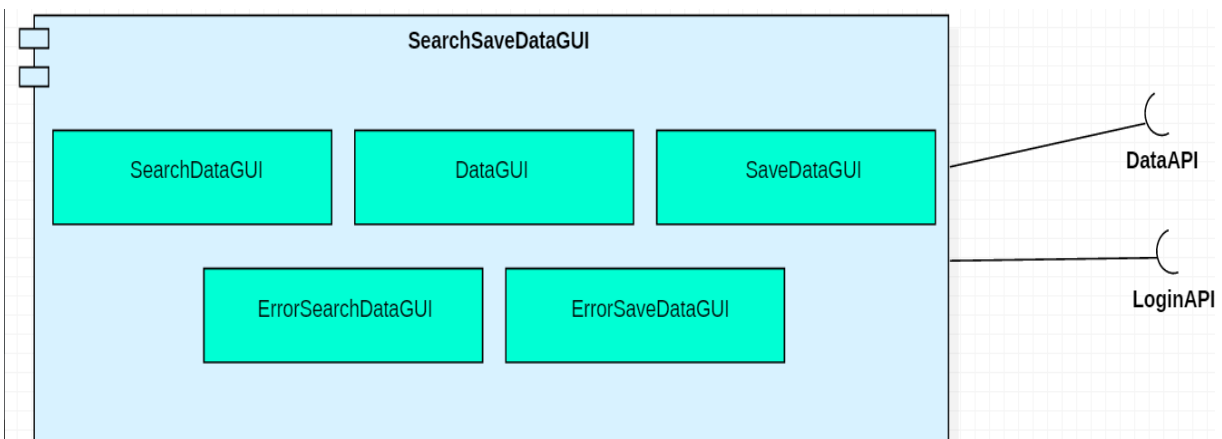 SearchSaveDataGUI
SearchDataGUI
DataGUI
SaveDataGUI
DataAPI
ErrorSearchDataGUI
ErrorSaveDataGUI
LoginAPI